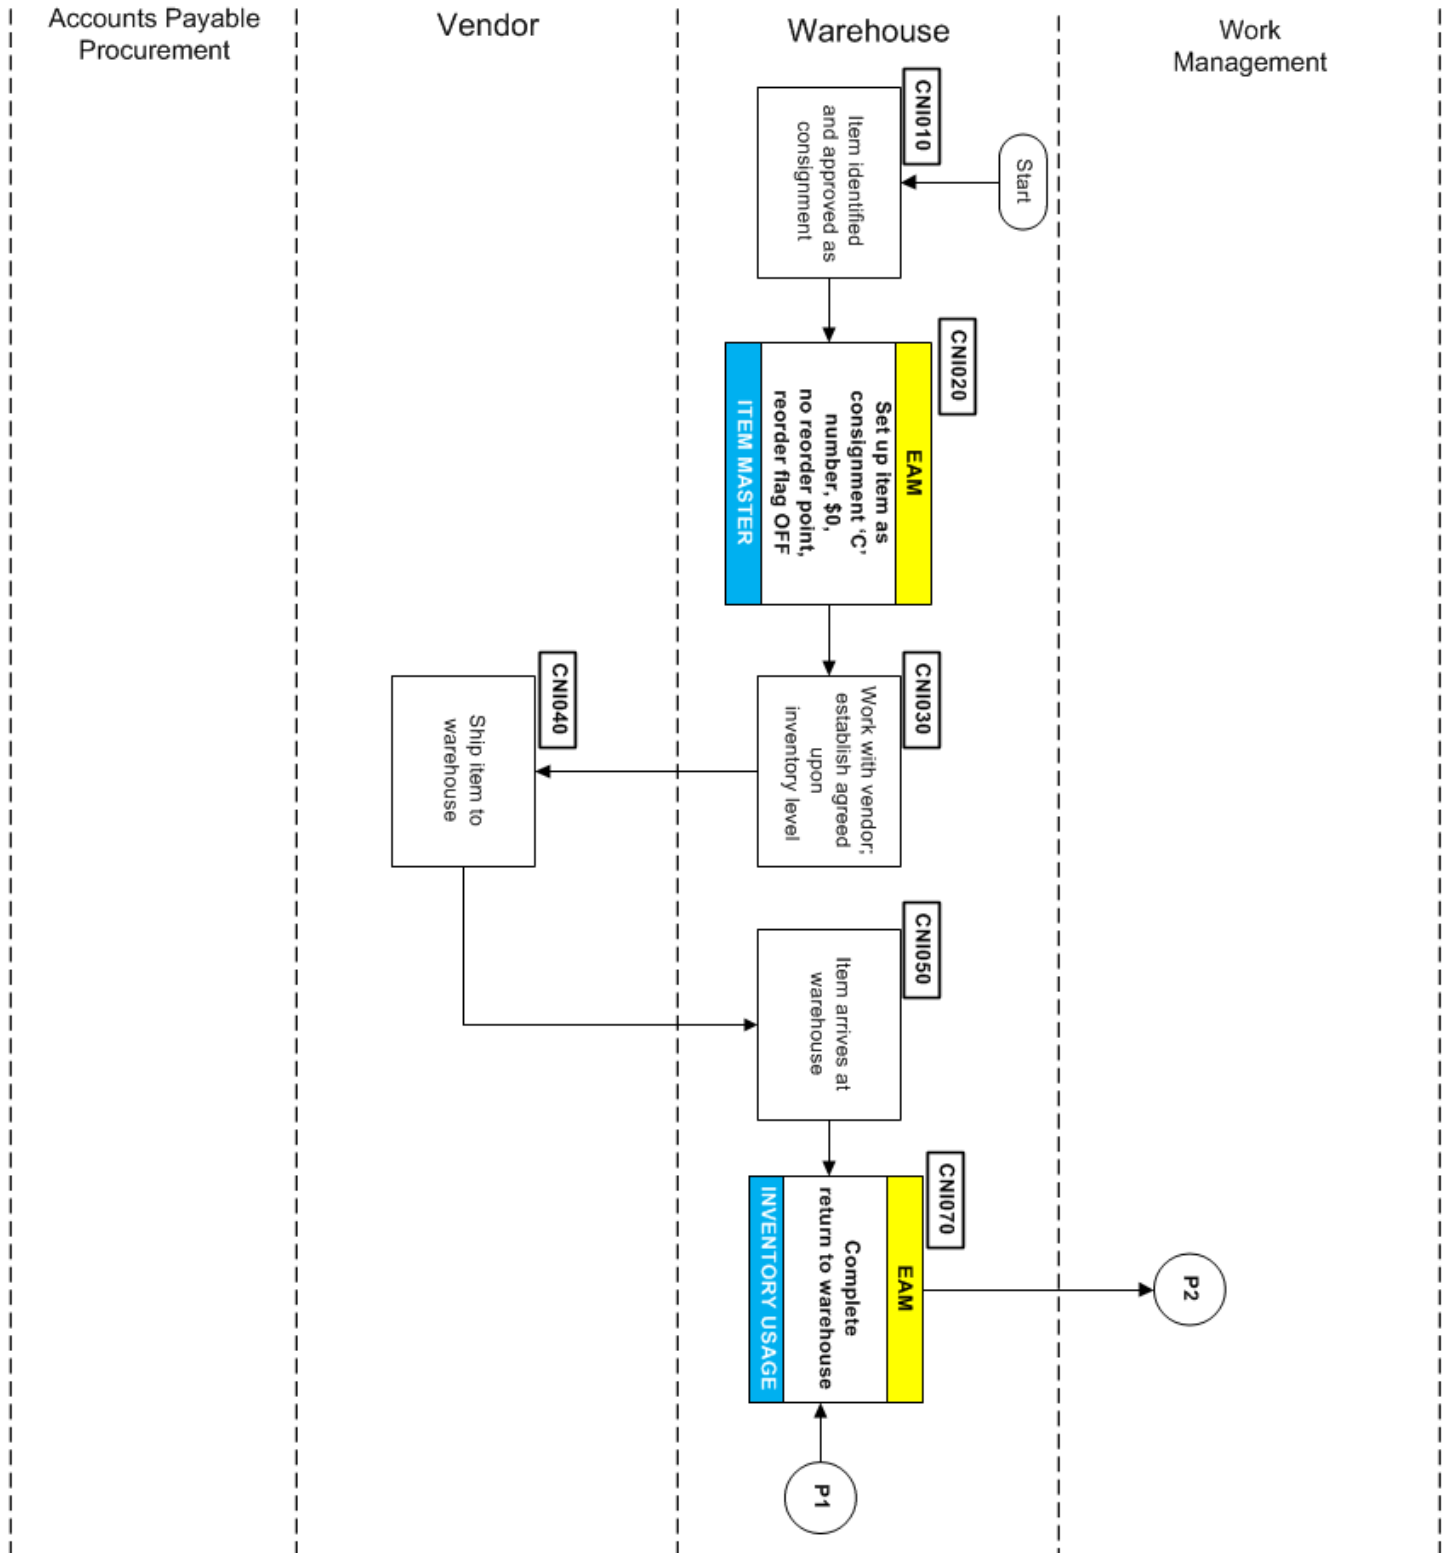 Accounts Payable
Procurement
Vendor
Warehouse
Work
Management
Start
CNI010
Item identified
and approved as
consignment
CNI020
EAM
Set up item as
consignment ‘C’
number, $0,
no reorder point,
reorder flag OFF
ITEM MASTER
CNI030
Work with vendor;
establish agreed
upon
inventory level
CNI040
Ship item to
warehouse
CNI050
Item arrives at
warehouse
CNI070
EAM
Complete
return to warehouse
INVENTORY USAGE
P2
P1